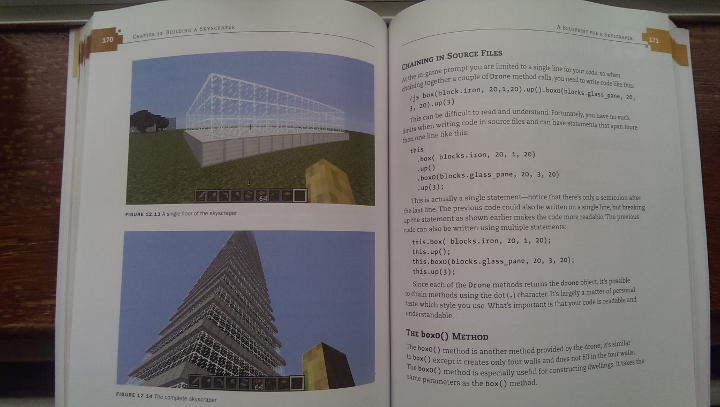 170
CHAPTER 12: BUILDING A SKYSCRAPER
64
FIGURE 12.13 A single floor of the skyscraper
64
FIGURE 12.14 The complete skyscraper
A BLUEPRINT FOR A SKYSCRAPER
171
CHAINING IN SOURCE FILES
At the in-game prompt you are limited to a single line for your code, so when
chaining together a couple of Drone method calls, you need to write code like this:
/js box(block.iron, 20,1,20).up().box0(blocks.glass_pane, 20,
3, 20).up(3)
This can be difficult to read and understand. Fortunately, you have no such
limits when writing code in source files and can have statements that span more
than one line like this:
this
.box( blocks.iron, 20, 1, 20)
.up()
.box0(blocks.glass_pane, 20, 3, 20)
.up(3);
This is actually a single statement—notice that there's only a semicolon after
the last line. The previous code could also be written on a single line, but breaking
up the statement as shown earlier makes the code more readable. The previous
code can also be written using multiple statements:
this.box( blocks.iron, 20, 1, 20);
this.up();
this.box0(blocks.glass_pane, 20, 3, 20);
this.up(3);
Since each of the Drone methods returns the drone object, it's possible
to chain methods using the dot (.) character. It's largely a matter of personal
taste which style you use. What's important is that your code is readable and
understandable.
THE box0() METHOD
The box0() method is another method provided by the drone; it's similar
to box() except it creates only four walls and does not fill in the four walls.
The box0() method is especially useful for constructing dwellings. It takes the
same parameters as the box() method.